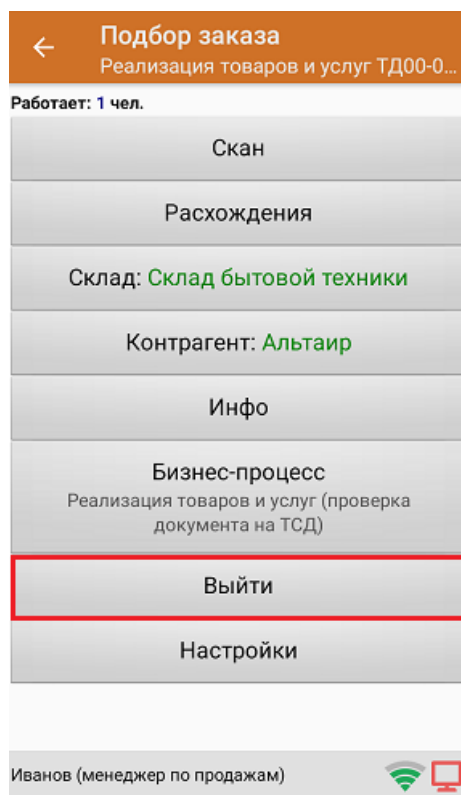 Подбор заказа
Реализация товаров и услуг ТД00-0...
Работает: 1 чел.
Скан
Расхождения
Склад: Склад бытовой техники
Контрагент: Альтаир
Инфо
Бизнес-процесс
Реализация товаров и услуг (проверка
документа на ТСД)
Выйти
Настройки
Иванов (менеджер по продажам)